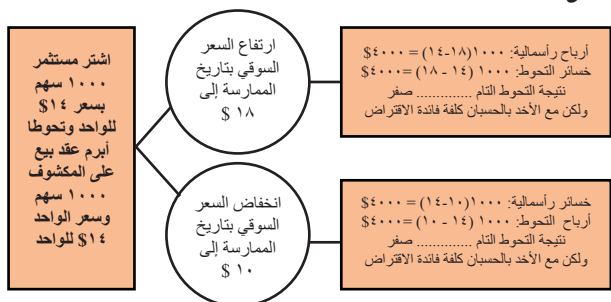 اشتر مستثمر
١٠٠٠ سهم
بسعر ١٤$
للواحد وتحوطا
أبرم عقد بيع
على المكشوف
١٠٠٠ سهم
وسعر الواحد
١٤$ للواحد
ارتفاع السعر
السوقي بتاريخ
الممارسة إلى
١٨ $
أرباح رأسمالية: ١٠٠٠(١٨-١٤) = ٤٠٠٠$
خسائر التحوط: ١٠٠٠ (١٤ - ١٨) =٤٠٠٠$
نتيجة التحوط التام .............. صفر
ولكن مع الأخد بالحسبان كلفة فائدة الاقتراض
انخفاض السعر
السوقي بتاريخ
الممارسة إلى
١٠ $
خسائر رأسمالية: ١٠٠٠(١٠-١٤) = ٤٠٠٠$
أرباح التحوط: ١٠٠٠ (١٤ - ١٠) =٤٠٠٠$
نتيجة التحوط التام .............. صفر
ولكن مع الأخد بالحسبان كلفة فائدة الاقتراض